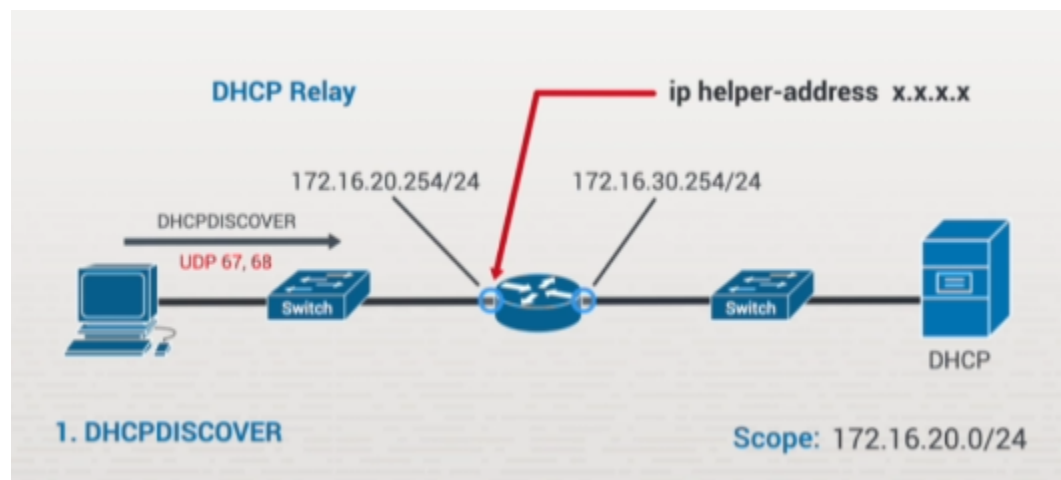 DHCP Relay
ip helper-address x.x.x.x
172.16.20.254/24
172.16.30.254/24
DHCPDISCOVER
UDP 67, 68
Switch
Switch
DHCP
1. DHCPDISCOVER
Scope: 172.16.20.0/24